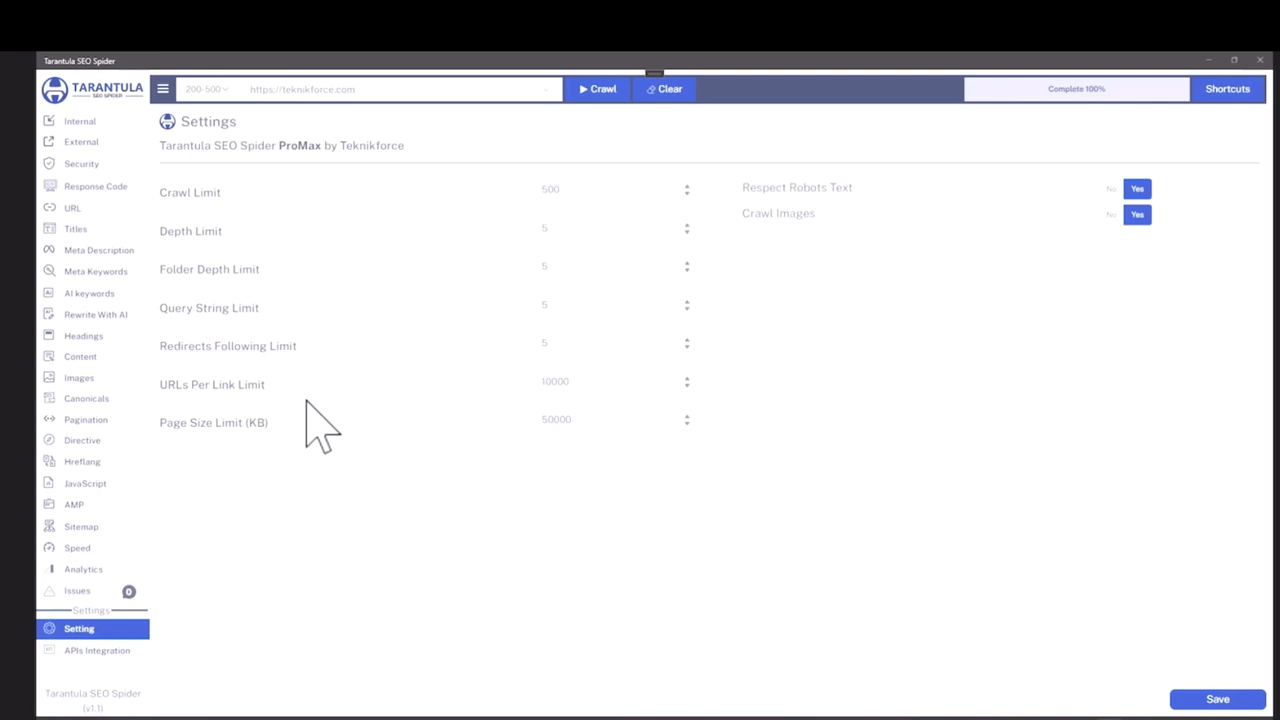 Tarantula SEO Spider
TARANTULA
SEO SPIDER
200-500
https://teknikforce.com
Crawl
Clear
Complete 100%
Shortcuts
Internal
External
Security
Response Code
URL
Titles
Meta Description
Meta Keywords
AI keywords
Rewrite With AI
Headings
Content
Images
Canonicals
Pagination
Directive
Hreflang
JavaScript
AMP
Sitemap
Speed
Analytics
Issues
0
Settings
Setting
APIs Integration
Tarantula SEO Spider
(v1.1)
Settings
Tarantula SEO Spider ProMax by Teknikforce
Crawl Limit 500
Depth Limit 5
Folder Depth Limit 5
Query String Limit 5
Redirects Following Limit 5
URLs Per Link Limit 10000
Page Size Limit (KB) 50000
Respect Robots Text No Yes
Crawl Images No Yes
Save